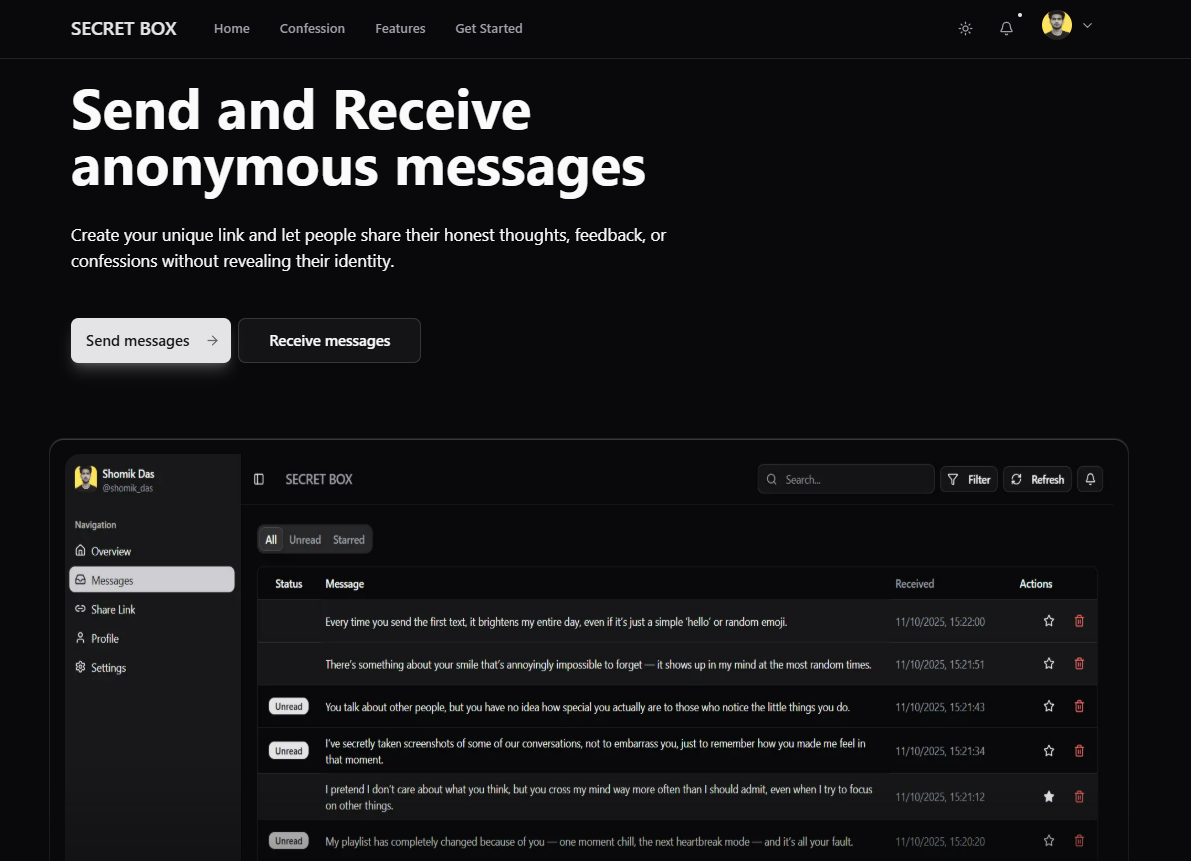 SECRET BOX Home Confession Features Get Started
Send and Receive
anonymous messages
Create your unique link and let people share their honest thoughts, feedback, or
confessions without revealing their identity.
Send messages → Receive messages
Shomik Das
@shomik_das
Navigation
Overview
Messages
Share Link
Profile
Settings
SECRET BOX Search... Filter Refresh
All Unread Starred
Status Message Received Actions
Every time you send the first text, it brightens my entire day, even if it's just a simple 'hello' or random emoji. 11/10/2025, 15:22:00
There's something about your smile that's annoyingly impossible to forget — it shows up in my mind at the most random times. 11/10/2025, 15:21:51
Unread You talk about other people, but you have no idea how special you actually are to those who notice the little things you do. 11/10/2025, 15:21:43
Unread I've secretly taken screenshots of some of our conversations, not to embarrass you, just to remember how you made me feel in
that moment. 11/10/2025, 15:21:34
I pretend I don't care about what you think, but you cross my mind way more often than I should admit, even when I try to focus
on other things. 11/10/2025, 15:21:12
Unread My playlist has completely changed because of you — one moment chill, the next heartbreak mode — and it's all your fault. 11/10/2025, 15:20:20